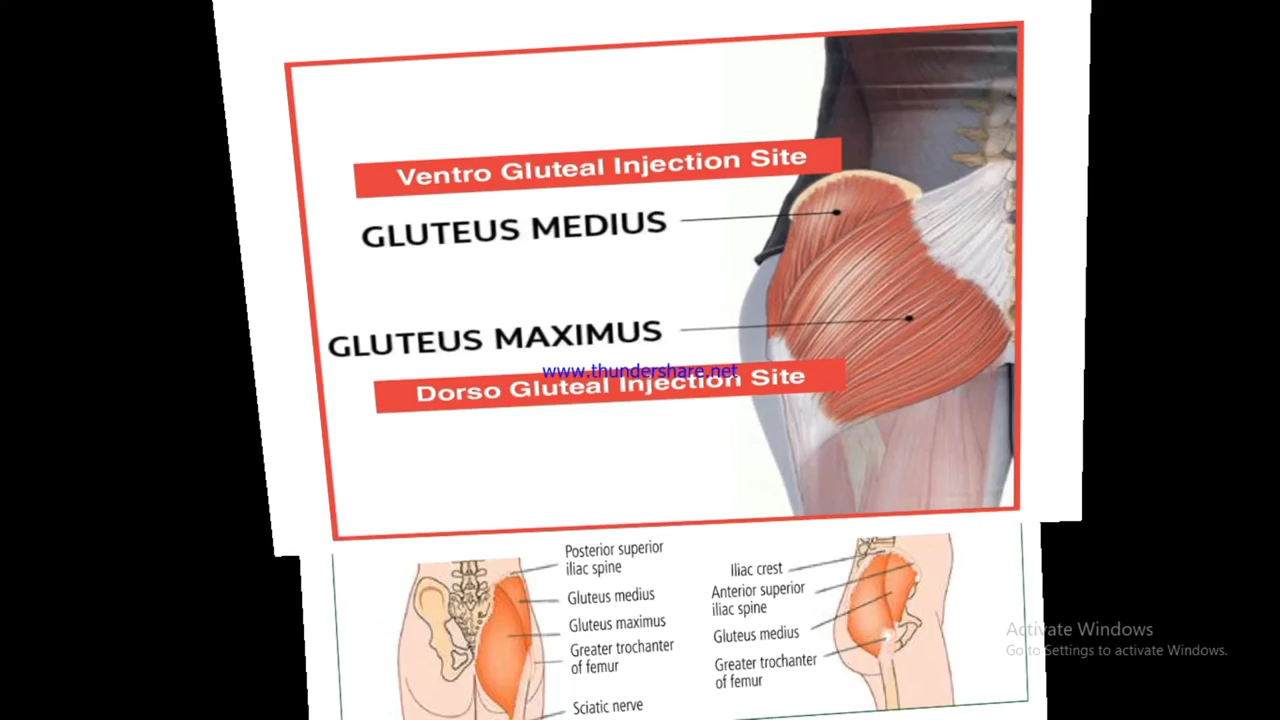 Ventro Gluteal Injection Site
GLUTEUS MEDIUS
GLUTEUS MAXIMUS
www.thundershare.net
Dorso Gluteal Injection Site
Posterior superior
iliac spine
Gluteus medius
Gluteus maximus
Greater trochanter
of femur
Sciatic nerve
Iliac crest
Anterior superior
iliac spine
Gluteus medius
Greater trochanter
of femur
Activate Windows
Go to Settings to activate Windows.